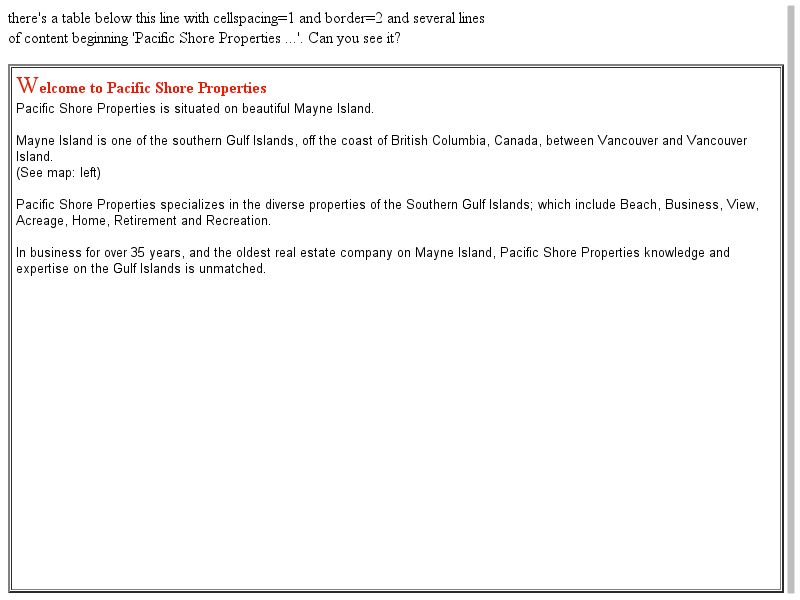 there's a table below this line with cellspacing=1 and border=2 and several lines
of content beginning 'Pacific Shore Properties ...'. Can you see it?
Welcome to Pacific Shore Properties
Pacific Shore Properties is situated on beautiful Mayne Island.
Mayne Island is one of the southern Gulf Islands, off the coast of British Columbia, Canada, between Vancouver and Vancouver
Island.
(See map: left)
Pacific Shore Properties specializes in the diverse properties of the Southern Gulf Islands; which include Beach, Business, View,
Acreage, Home, Retirement and Recreation.
In business for over 35 years, and the oldest real estate company on Mayne Island, Pacific Shore Properties knowledge and
expertise on the Gulf Islands is unmatched.